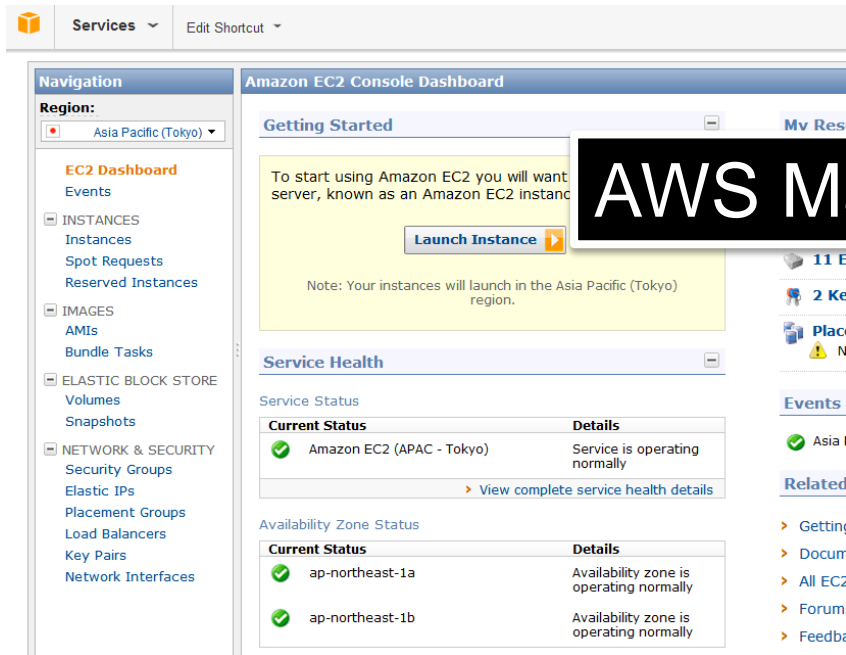 Services
Edit Shortcut
Navigation
Region:
Asia Pacific (Tokyo)
EC2 Dashboard
Events
INSTANCES
Instances
Spot Requests
Reserved Instances
IMAGES
AMIs
Bundle Tasks
ELASTIC BLOCK STORE
Volumes
Snapshots
NETWORK & SECURITY
Security Groups
Elastic IPs
Placement Groups
Load Balancers
Key Pairs
Network Interfaces
Amazon EC2 Console Dashboard
Getting Started
To start using Amazon EC2 you will want
server, known as an Amazon EC2
Launch Instance
Note: Your instances will launch in the Asia Pacific (Tokyo)
region.
Service Health
Service Status
Current Status Details
Amazon EC2 (APAC - Tokyo) Service is operating
normally
View complete service health details
Availability Zone Status
Current Status Details
ap-northeast-1a Availability zone is
operating normally
ap-northeast-1b Availability zone is
operating normally
AWS
My
11
2
Events
Asia
Related
All